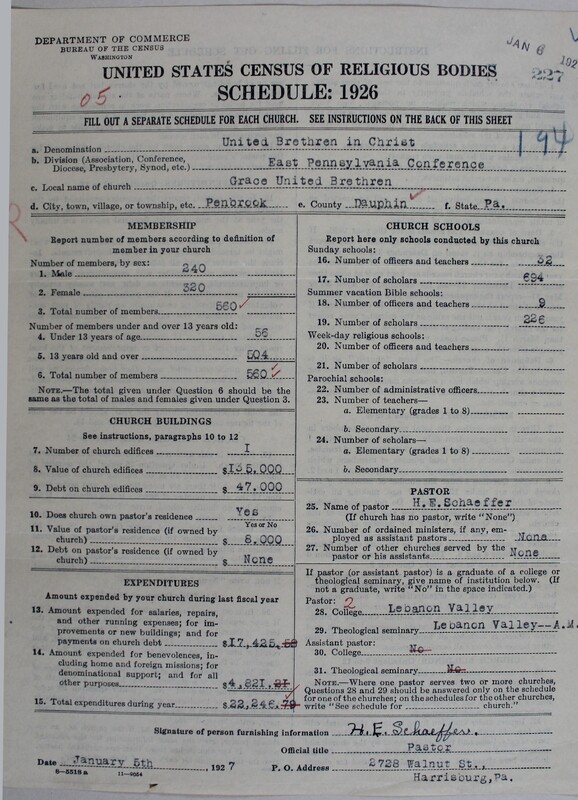 DEPARTMENT OF COMMERCE
BUREAU OF THE CENSUS
WASHINGTON
JAN 6 192
227
UNITED STATES CENSUS OF RELIGIOUS BODIES
SCHEDULE: 1926
05
FILL OUT A SEPARATE SCHEDULE FOR EACH CHURCH. SEE INSTRUCTIONS ON THE BACK OF THIS SHEET
194
a. Denomination United Brethren in Christ
b. Division (Association, Conference, Diocese, Presbytery, Synod, etc.) East Pennsylvania Conference
c. Local name of church Grace United Brethren
d. City, town, village, or township, etc. Penbrook e. County Dauphin f. State Pa.
MEMBERSHIP
Report number of members according to definition of
member in your church
Number of members, by sex:
1. Male 240
2. Female 320
3. Total number of members 560
Number of members under and over 13 years old:
4. Under 13 years of age 56
5. 13 years old and over 504
6. Total number of members 560
NOTE.—The total given under Question 6 should be
the same as the total of males and females given under Question 3.
CHURCH BUILDINGS
See instructions, paragraphs 10 to 12
7. Number of church edifices I
8. Value of church edifices $135,000
9. Debt on church edifices $ 47.000
10. Does church own pastor's residence Yes
Yes or No
11. Value of pastor's residence (if owned by
church) $ 8,000
12. Debt on pastor's residence (if owned by
church) $ None
EXPENDITURES
Amount expended by your church during last fiscal year
13. Amount expended for salaries, repairs,
and other running expenses; for im-
provements or new buildings; and for
payments on church debt $17,425.58
14. Amount expended for benevolences, in-
cluding home and foreign missions; for
denominational support; and for all
other purposes $4,821.21
15. Total expenditures during year $22,246.79
CHURCH SCHOOLS
Report here only schools conducted by this church
Sunday schools:
16. Number of officers and teachers 52
17. Number of scholars 694
Summer vacation Bible schools:
18. Number of officers and teachers 9
19. Number of scholars 226
Week-day religious schools:
20. Number of officers and teachers
21. Number of scholars
Parochial schools:
22. Number of administrative officers
23. Number of teachers—
a. Elementary (grades 1 to 8)
b. Secondary
24. Number of scholars—
a. Elementary (grades 1 to 8)
b. Secondary
PASTOR
25. Name of pastor H.E.Schaeffer
(If church has no pastor, write "None")
26. Number of ordained ministers, if any, em-
ployed as assistant pastors None
27. Number of other churches served by the
pastor or his assistants None
If pastor (or assistant pastor) is a graduate of a college or
theological seminary, give name of institution below. (If
not a graduate, write "No" in the space indicated.)
Pastor: 2
28. College Lebanon Valley
29. Theological seminary Lebanon Valley--A.M.
Assistant pastor:
30. College No
31. Theological seminary No
NOTE.—Where one pastor serves two or more churches,
Questions 28 and 29 should be answered only on the schedule
for one of the churches; on the schedules for the other churches,
write "See schedule for church."
Signature of person furnishing information H. E. Schaeffer.
Official title Pastor
Date January 5th , 1927 P. O. Address 2728 Walnut St.,
8—5518a 11—9654 Harrisburg,Pa.